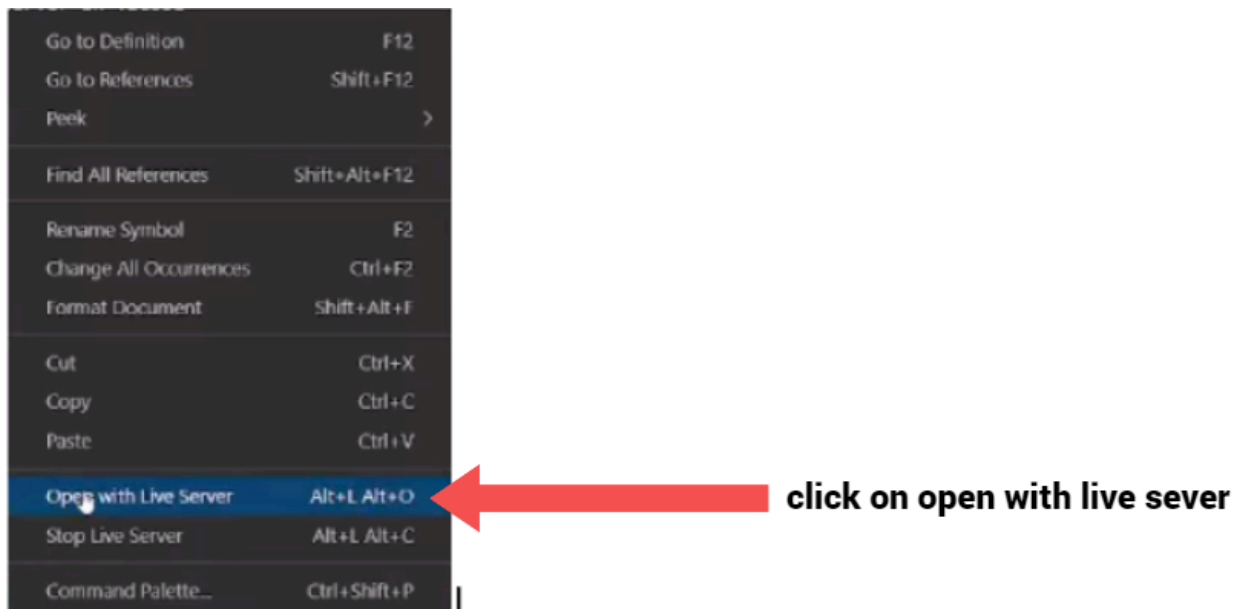 Go to Definition F12
Go to References Shift+F12
Peek >
Find All References Shift+Alt+F12
Rename Symbol F2
Change All Occurrences Ctrl+F2
Format Document Shift+Alt+F
Cut Ctrl+X
Copy Ctrl+C
Paste Ctrl+V
Open with Live Server Alt+L Alt+O click on open with live sever
Stop Live Server Alt+L Alt+C
Command Palette... Ctrl+Shift+P